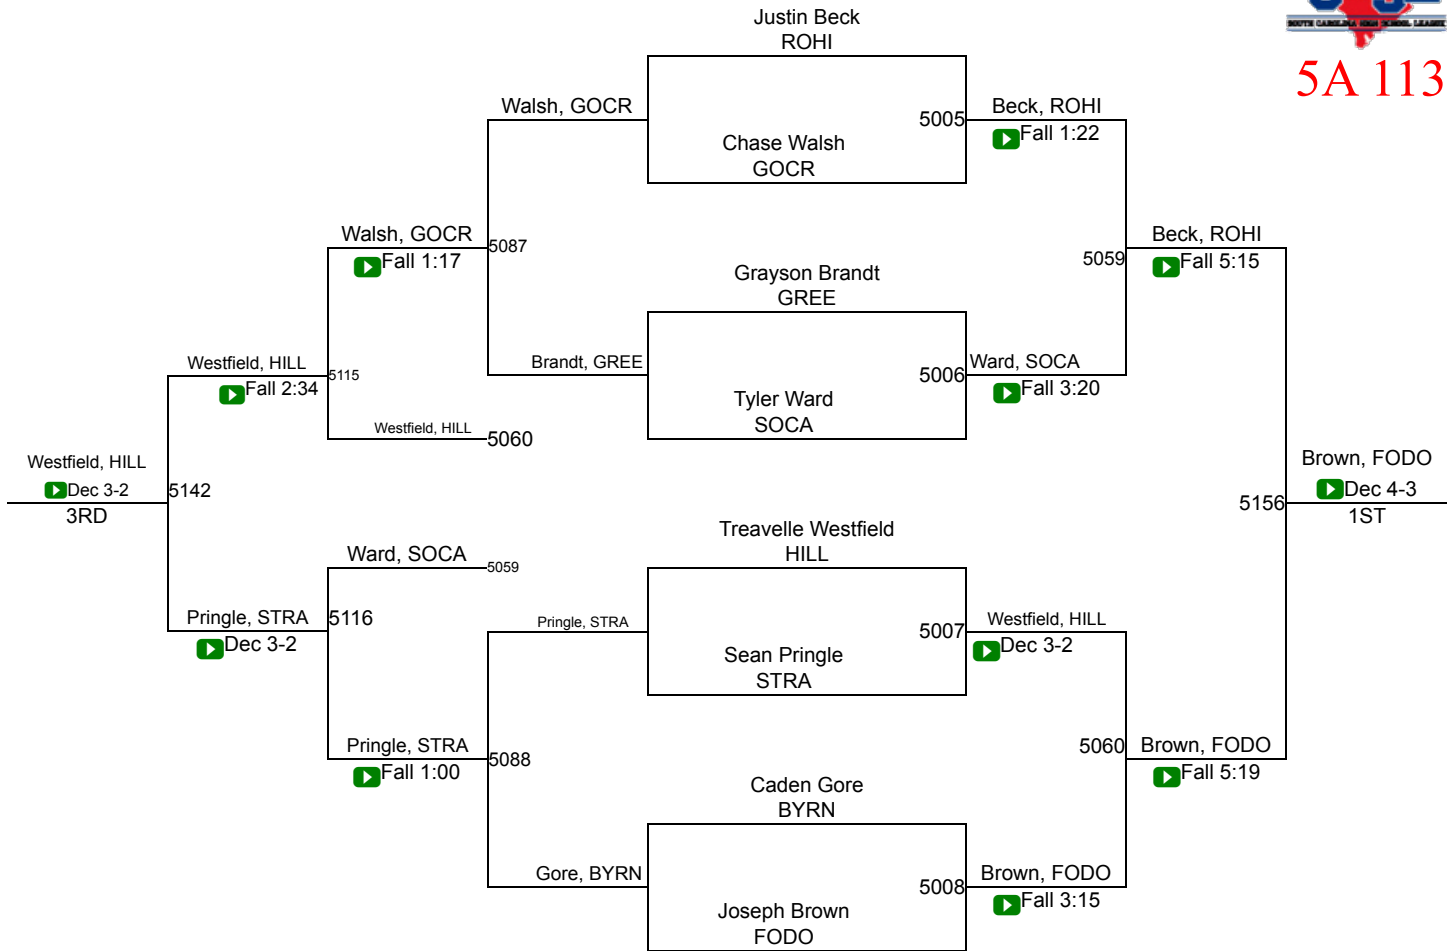 SOUTH CAROLINA HIGH SCHOOL LEAGUE
5A 113
Justin Beck
ROHI
Walsh, GOCR
5005
Beck, ROHI
Fall 1:22
Chase Walsh
GOCR
Walsh, GOCR
Fall 1:17
5087
5059
Beck, ROHI
Fall 5:15
Grayson Brandt
GREE
Westfield, HILL
Fall 2:34
5115
Brandt, GREE
5006
Ward, SOCA
Fall 3:20
Tyler Ward
SOCA
Westfield, HILL
5060
Westfield, HILL
Dec 3-2
3RD
5142
5156
Brown, FODO
Dec 4-3
1ST
Treavelle Westfield
HILL
Ward, SOCA
5059
Pringle, STRA
Dec 3-2
5116
Pringle, STRA
5007
Westfield, HILL
Dec 3-2
Sean Pringle
STRA
Pringle, STRA
Fall 1:00
5088
5060
Brown, FODO
Fall 5:19
Caden Gore
BYRN
Gore, BYRN
5008
Brown, FODO
Fall 3:15
Joseph Brown
FODO